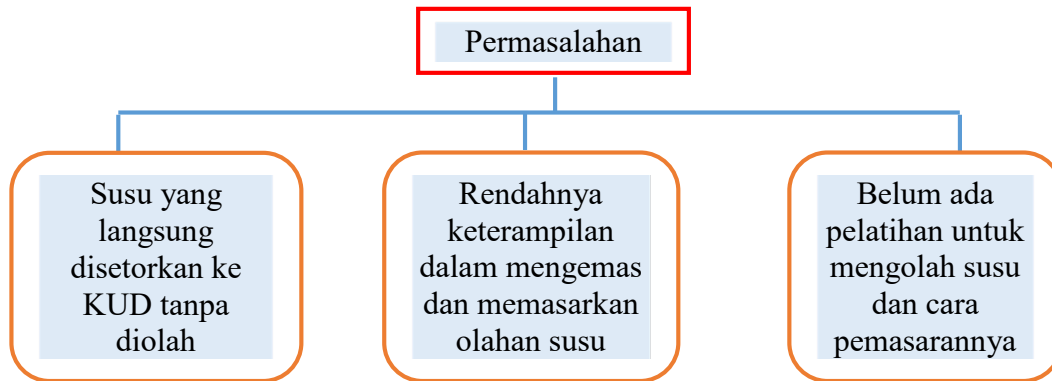 Permasalahan
Susu yang
langsung
disetorkan ke
KUD tanpa
diolah
Rendahnya
keterampilan
dalam mengemas
dan memasarkan
olahan susu
Belum ada
pelatihan untuk
mengolah susu
dan cara
pemasarannya